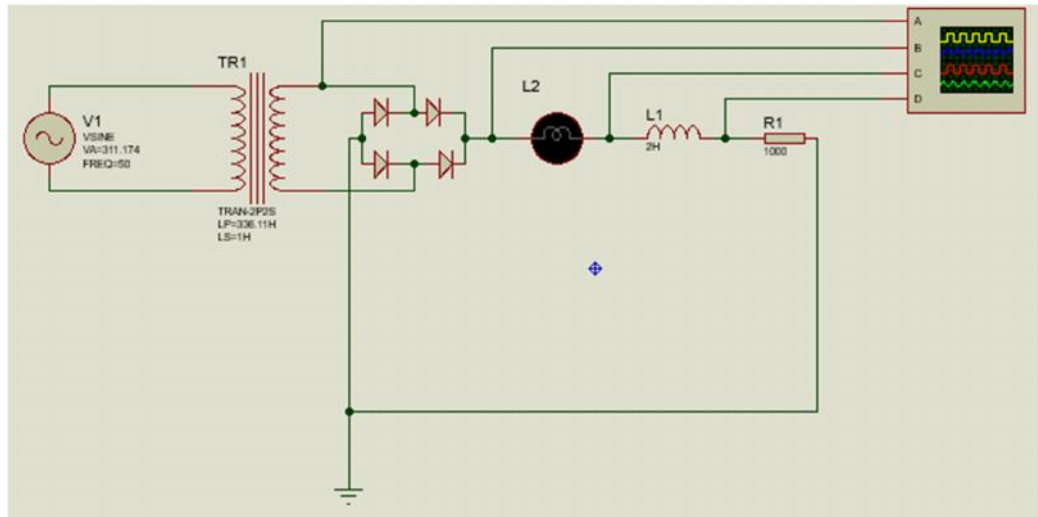 A
B
C
D
TR1
L2
V1
VSINE
VA=311.174
FREQ=50
L1
2H
R1
1000
TRAN-2P2S
LP=336.11H
LS=1H